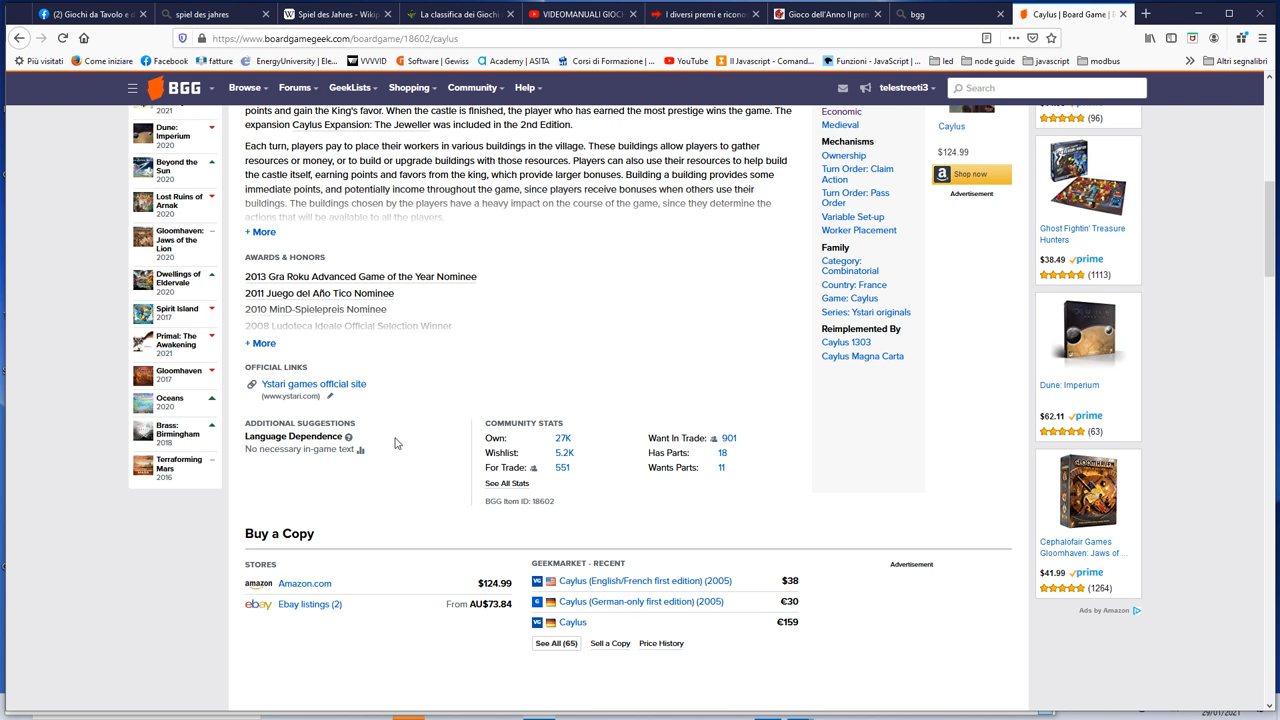 (2) Giochi da Tavolo e d
spiel des jahres
Spiel des Jahres - Wikip
La classifica dei Giochi
VIDEOMANUALI GIOCH
I diversi premi e ricono
Gioco dell'Anno Il prem
bgg
Caylus | Board Game | B
https://www.boardgamegeek.com/boardgame/18602/caylus
Più visitati
Come iniziare
Facebook
fatture
EnergyUniversity | Ele...
VVVVID
Software | Gewiss
Academy | ASITA
Corsi di Formazione | ...
YouTube
Il Javascript - Comand...
Funzioni - JavaScript | ...
led
node guide
javascript
modbus
Altri segnalibri
BGG
Browse
Forums
GeekLists
Shopping
Community
Help
telestreeti3
Search
2021
Dune: Imperium
2020
Beyond the Sun
2020
Lost Ruins of Arnak
2020
Gloomhaven: Jaws of the Lion
2020
Dwellings of Eldervale
2020
Spirit Island
2017
Primal: The Awakening
2021
Gloomhaven
2017
Oceans
2020
Brass: Birmingham
2018
Terraforming Mars
2016
points and gain the King's favor. When the castle is finished, the player who has earned the most prestige wins the game. The
expansion Caylus Expansion: The Jeweller was included in the 2nd Edition.
Each turn, players pay to place their workers in various buildings in the village. These buildings allow players to gather
resources or money, or to build or upgrade buildings with those resources. Players can also use their resources to help build
the castle itself, earning points and favors from the king, which provide larger bonuses. Building a building provides some
immediate points, and potentially income throughout the game, since players receive bonuses when others use their
buildings. The buildings chosen by the players have a heavy impact on the course of the game, since they determine the
actions that will be available to all the players.
+ More
AWARDS & HONORS
2013 Gra Roku Advanced Game of the Year Nominee
2011 Juego del Año Tico Nominee
2010 MinD-Spielepreis Nominee
2008 Ludoteca Ideale Official Selection Winner
+ More
OFFICIAL LINKS
Ystari games official site
(www.ystari.com)
ADDITIONAL SUGGESTIONS
Language Dependence
No necessary in-game text
COMMUNITY STATS
Own: 27K
Wishlist: 5.2K
For Trade: 551
Want In Trade: 901
Has Parts: 18
Wants Parts: 11
See All Stats
BGG Item ID: 18602
Economic
Medieval
Mechanisms
Ownership
Turn Order: Claim
Action
Turn Order: Pass
Order
Variable Set-up
Worker Placement
Family
Category:
Combinatorial
Country: France
Game: Caylus
Series: Ystari originals
Reimplemented By
Caylus 1303
Caylus Magna Carta
Caylus
$124.99
Shop now
Advertisement
(96)
Ghost Fightin' Treasure
Hunters
$38.49 prime
(1113)
Dune: Imperium
$62.11 prime
(63)
Cephalofair Games
Gloomhaven: Jaws of ...
$41.99 prime
(1264)
Ads by Amazon
Buy a Copy
STORES
amazon Amazon.com $124.99
ebay Ebay listings (2) From AU$73.84
GEEKMARKET - RECENT
VG Caylus (English/French first edition) (2005) $38
G Caylus (German-only first edition) (2005) €30
VG Caylus €159
See All (65)
Sell a Copy
Price History
Advertisement
29/01/2021